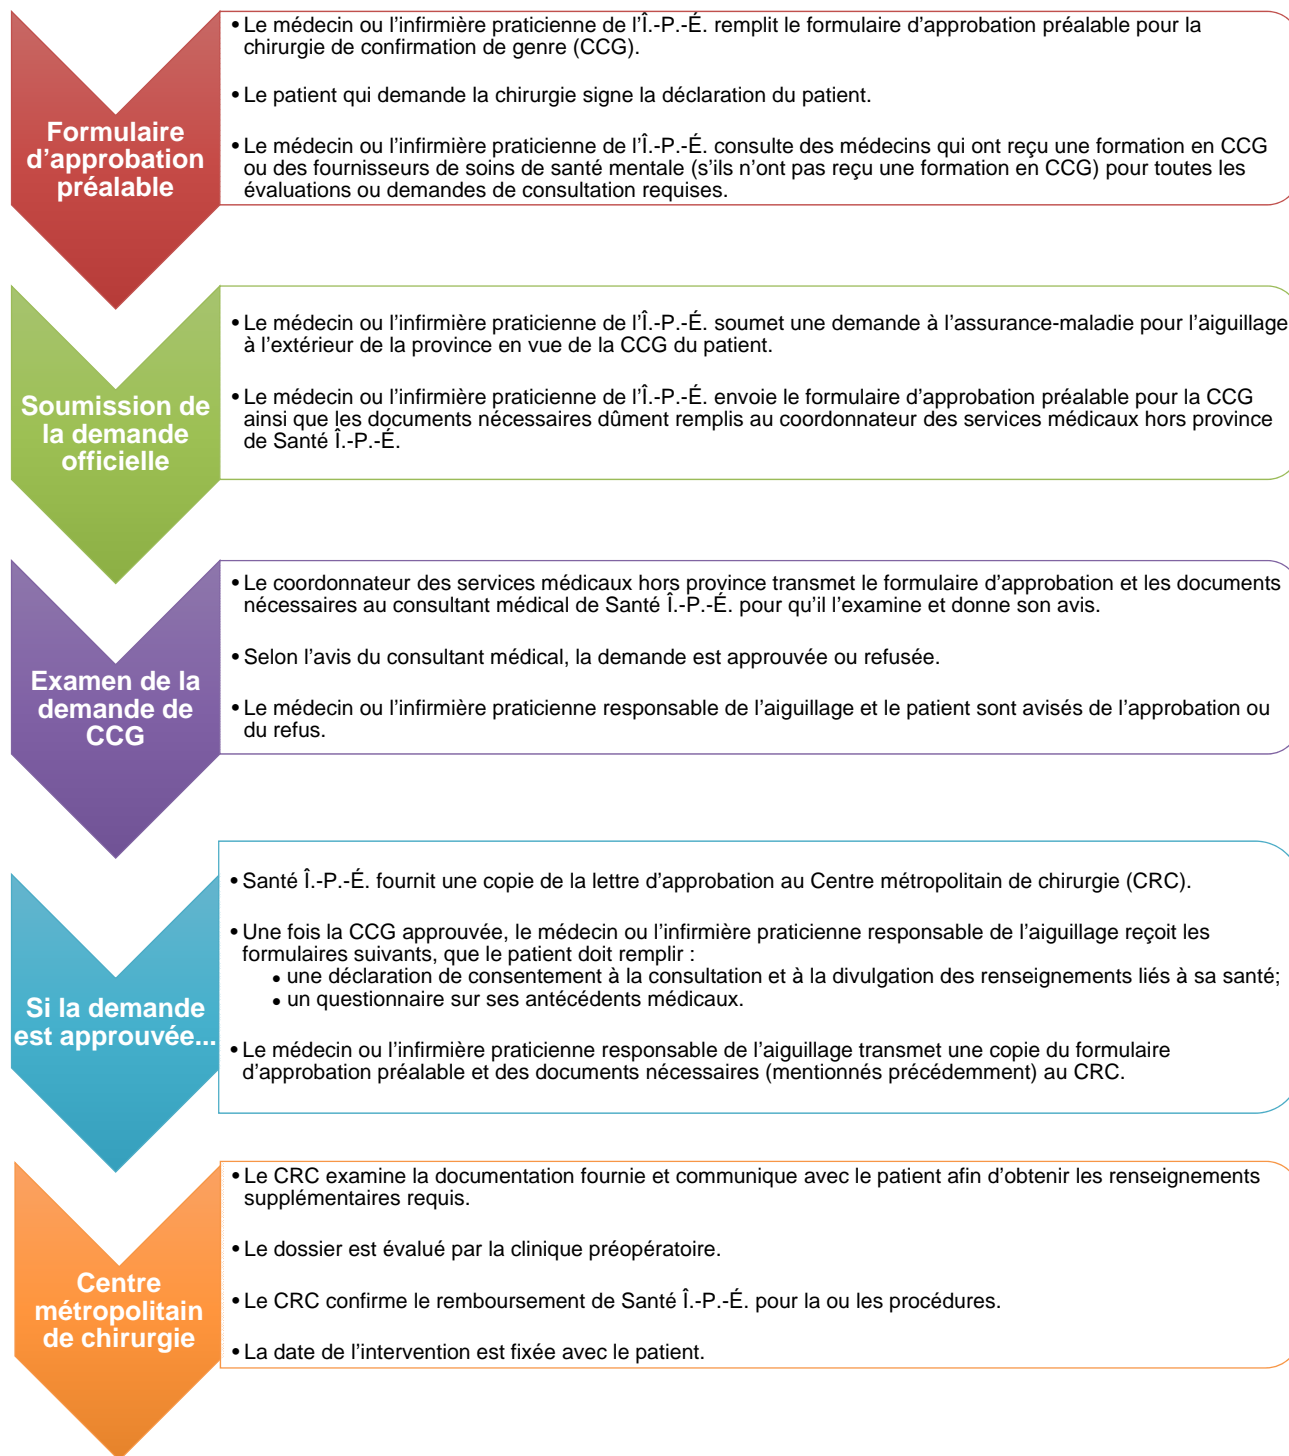 Formulaire
d’approbation
préalable
• Le médecin ou l’infirmière praticienne de l’Î.-P.-É. remplit le formulaire d’approbation préalable pour la
chirurgie de confirmation de genre (CCG).
• Le patient qui demande la chirurgie signe la déclaration du patient.
• Le médecin ou l’infirmière praticienne de l’Î.-P.-É. consulte des médecins qui ont reçu une formation en CCG
ou des fournisseurs de soins de santé mentale (s’ils n’ont pas reçu une formation en CCG) pour toutes les
évaluations ou demandes de consultation requises.
Soumission de
la demande
officielle
• Le médecin ou l’infirmière praticienne de l’Î.-P.-É. soumet une demande à l’assurance-maladie pour l’aiguillage
à l’extérieur de la province en vue de la CCG du patient.
• Le médecin ou l’infirmière praticienne de l’Î.-P.-É. envoie le formulaire d’approbation préalable pour la CCG
ainsi que les documents nécessaires dûment remplis au coordonnateur des services médicaux hors province
de Santé Î.-P.-É.
Examen de la
demande de
CCG
• Le coordonnateur des services médicaux hors province transmet le formulaire d’approbation et les documents
nécessaires au consultant médical de Santé Î.-P.-É. pour qu’il l’examine et donne son avis.
• Selon l’avis du consultant médical, la demande est approuvée ou refusée.
• Le médecin ou l’infirmière praticienne responsable de l’aiguillage et le patient sont avisés de l’approbation ou
du refus.
Si la demande
est approuvée...
• Santé Î.-P.-É. fournit une copie de la lettre d’approbation au Centre métropolitain de chirurgie (CRC).
• Une fois la CCG approuvée, le médecin ou l’infirmière praticienne responsable de l’aiguillage reçoit les
formulaires suivants, que le patient doit remplir :
• une déclaration de consentement à la consultation et à la divulgation des renseignements liés à sa santé;
• un questionnaire sur ses antécédents médicaux.
• Le médecin ou l’infirmière praticienne responsable de l’aiguillage transmet une copie du formulaire
d’approbation préalable et des documents nécessaires (mentionnés précédemment) au CRC.
Centre
métropolitain
de chirurgie
• Le CRC examine la documentation fournie et communique avec le patient afin d’obtenir les renseignements
supplémentaires requis.
• Le dossier est évalué par la clinique préopératoire.
• Le CRC confirme le remboursement de Santé Î.-P.-É. pour la ou les procédures.
• La date de l’intervention est fixée avec le patient.